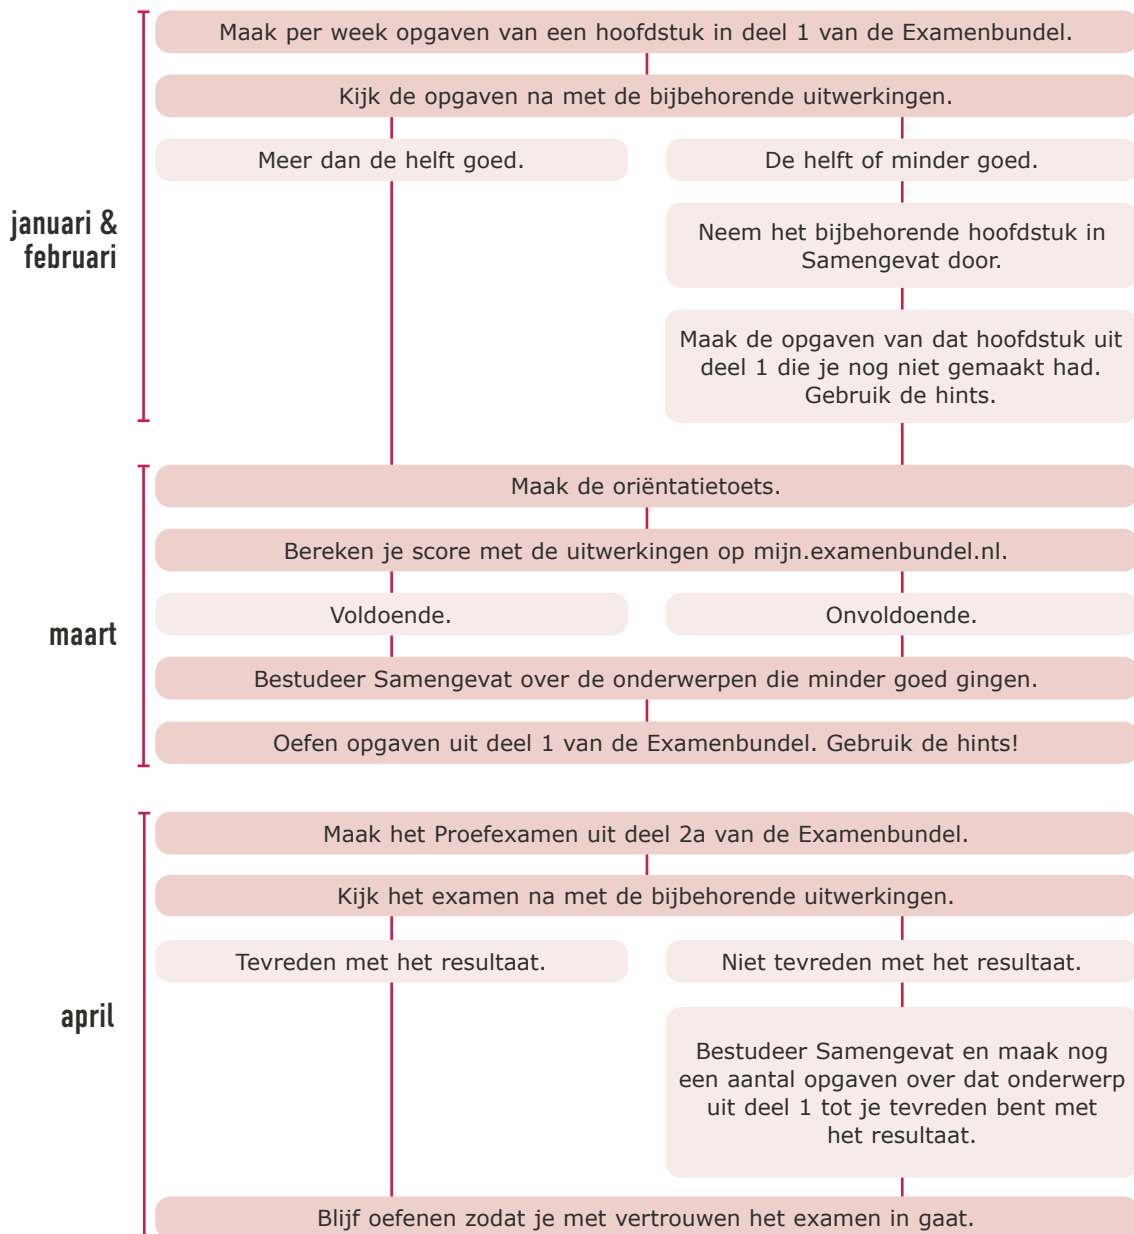 Maak per week opgaven van een hoofdstuk in deel 1 van de Examenbundel.
Kijk de opgaven na met de bijbehorende uitwerkingen.
Meer dan de helft goed.
De helft of minder goed.
januari &
februari
Neem het bijbehorende hoofdstuk in
Samengevat door.
Maak de opgaven van dat hoofdstuk uit
deel 1 die je nog niet gemaakt had.
Gebruik de hints.
maart
Maak de oriëntatietoets.
Bereken je score met de uitwerkingen op mijn.examenbundel.nl.
Voldoende.
Onvoldoende.
Bestudeer Samengevat over de onderwerpen die minder goed gingen.
Oefen opgaven uit deel 1 van de Examenbundel. Gebruik de hints!
april
Maak het Proefexamen uit deel 2a van de Examenbundel.
Kijk het examen na met de bijbehorende uitwerkingen.
Tevreden met het resultaat.
Niet tevreden met het resultaat.
Bestudeer Samengevat en maak nog
een aantal opgaven over dat onderwerp
uit deel 1 tot je tevreden bent met
het resultaat.
Blijf oefenen zodat je met vertrouwen het examen in gaat.